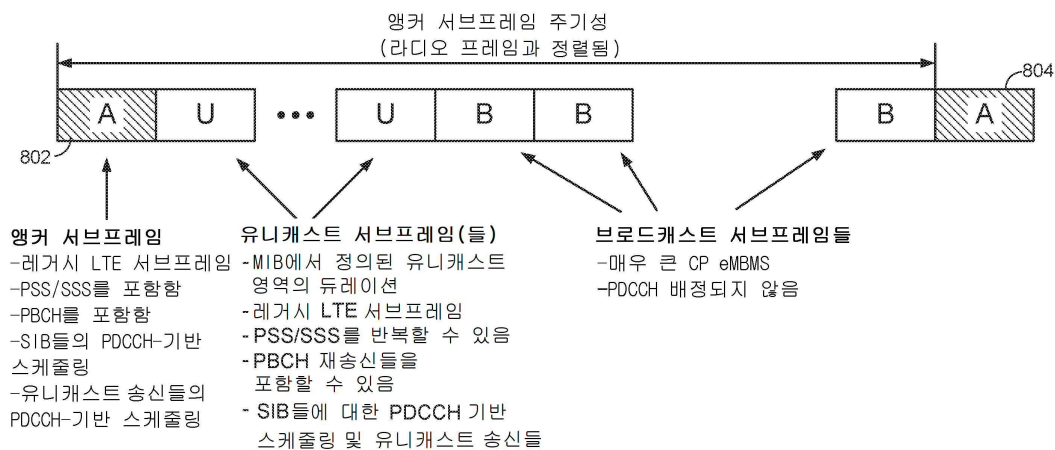 앵커 서브프레임 주기성
(라디오 프레임과 정렬됨)
804
A U ••• U B B B A
802
앵커 서브프레임
-레거시 LTE 서브프레임
-PSS/SSS를 포함함
-PBCH를 포함함
-SIB들의 PDCCH-기반
스케줄링
-유니캐스트 송신들의
PDCCH-기반 스케줄링
유니캐스트 서브프레임(들)
-MIB에서 정의된 유니캐스트
영역의 듀레이션
-레거시 LTE 서브프레임
-PSS/SSS를 반복할 수 있음
-PBCH 재송신들을
포함할 수 있음
- SIB들에 대한 PDCCH 기반
스케줄링 및 유니캐스트 송신들
브로드캐스트 서브프레임들
-매우 큰 CP eMBMS
-PDCCH 배정되지 않음